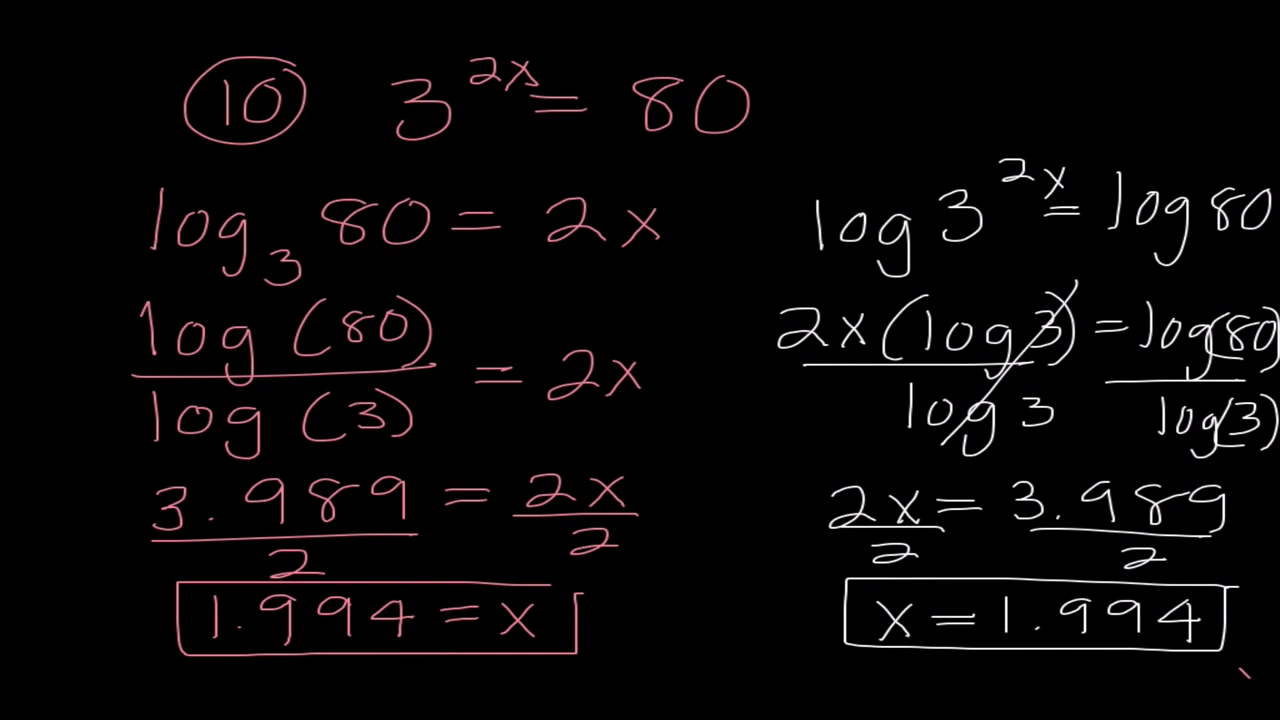 10 3^2x = 80
log_3 80 = 2x
log (80) / log (3) = 2x
3.989 / 2 = 2x / 2
1.994 = x
log 3^2x = log 80
2x (log 3) / log 3 = log(80) / log(3)
2x / 2 = 3.989 / 2
x = 1.994